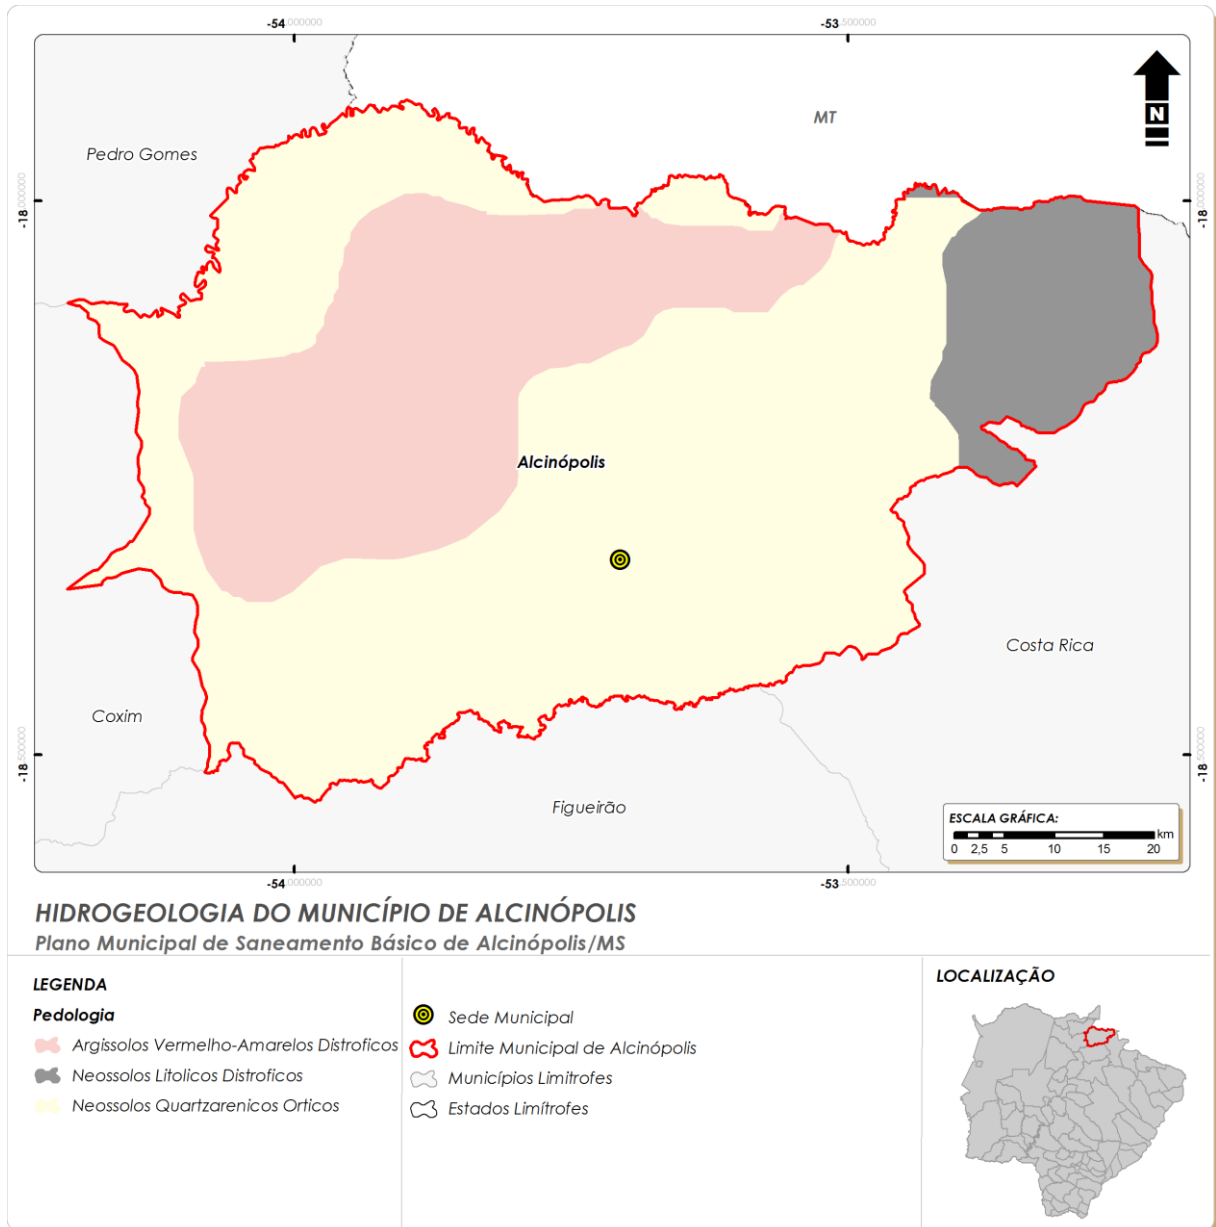 -54,000000
-53,500000
MT
N
Pedro Gomes
-18,000000
-18,000000
Alcinópolis
Costa Rica
Coxim
-18,500000
-18,500000
Figueirão
ESCALA GRÁFICA:
km
0 2,5 5 10 15 20
-54,000000
-53,500000
HIDROGEOLOGIA DO MUNICÍPIO DE ALCINÓPOLIS
Plano Municipal de Saneamento Básico de Alcinópolis/MS
LEGENDA
Pedologia
Argissolos Vermelho-Amarelos Distroficos
Neossolos Litolicos Distroficos
Neossolos Quartzarenicos Orticos
Sede Municipal
Limite Municipal de Alcinópolis
Municípios Limitrofes
Estados Limítrofes
LOCALIZAÇÃO